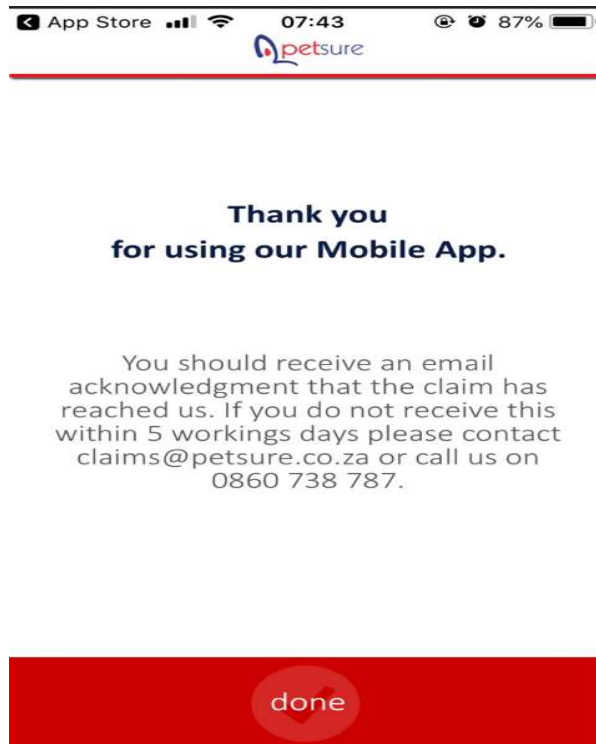 App Store 07:43 87%
petsure
Thank you
for using our Mobile App.
You should receive an email
acknowledgment that the claim has
reached us. If you do not receive this
within 5 workings days please contact
claims@petsure.co.za or call us on
0860 738 787.
done